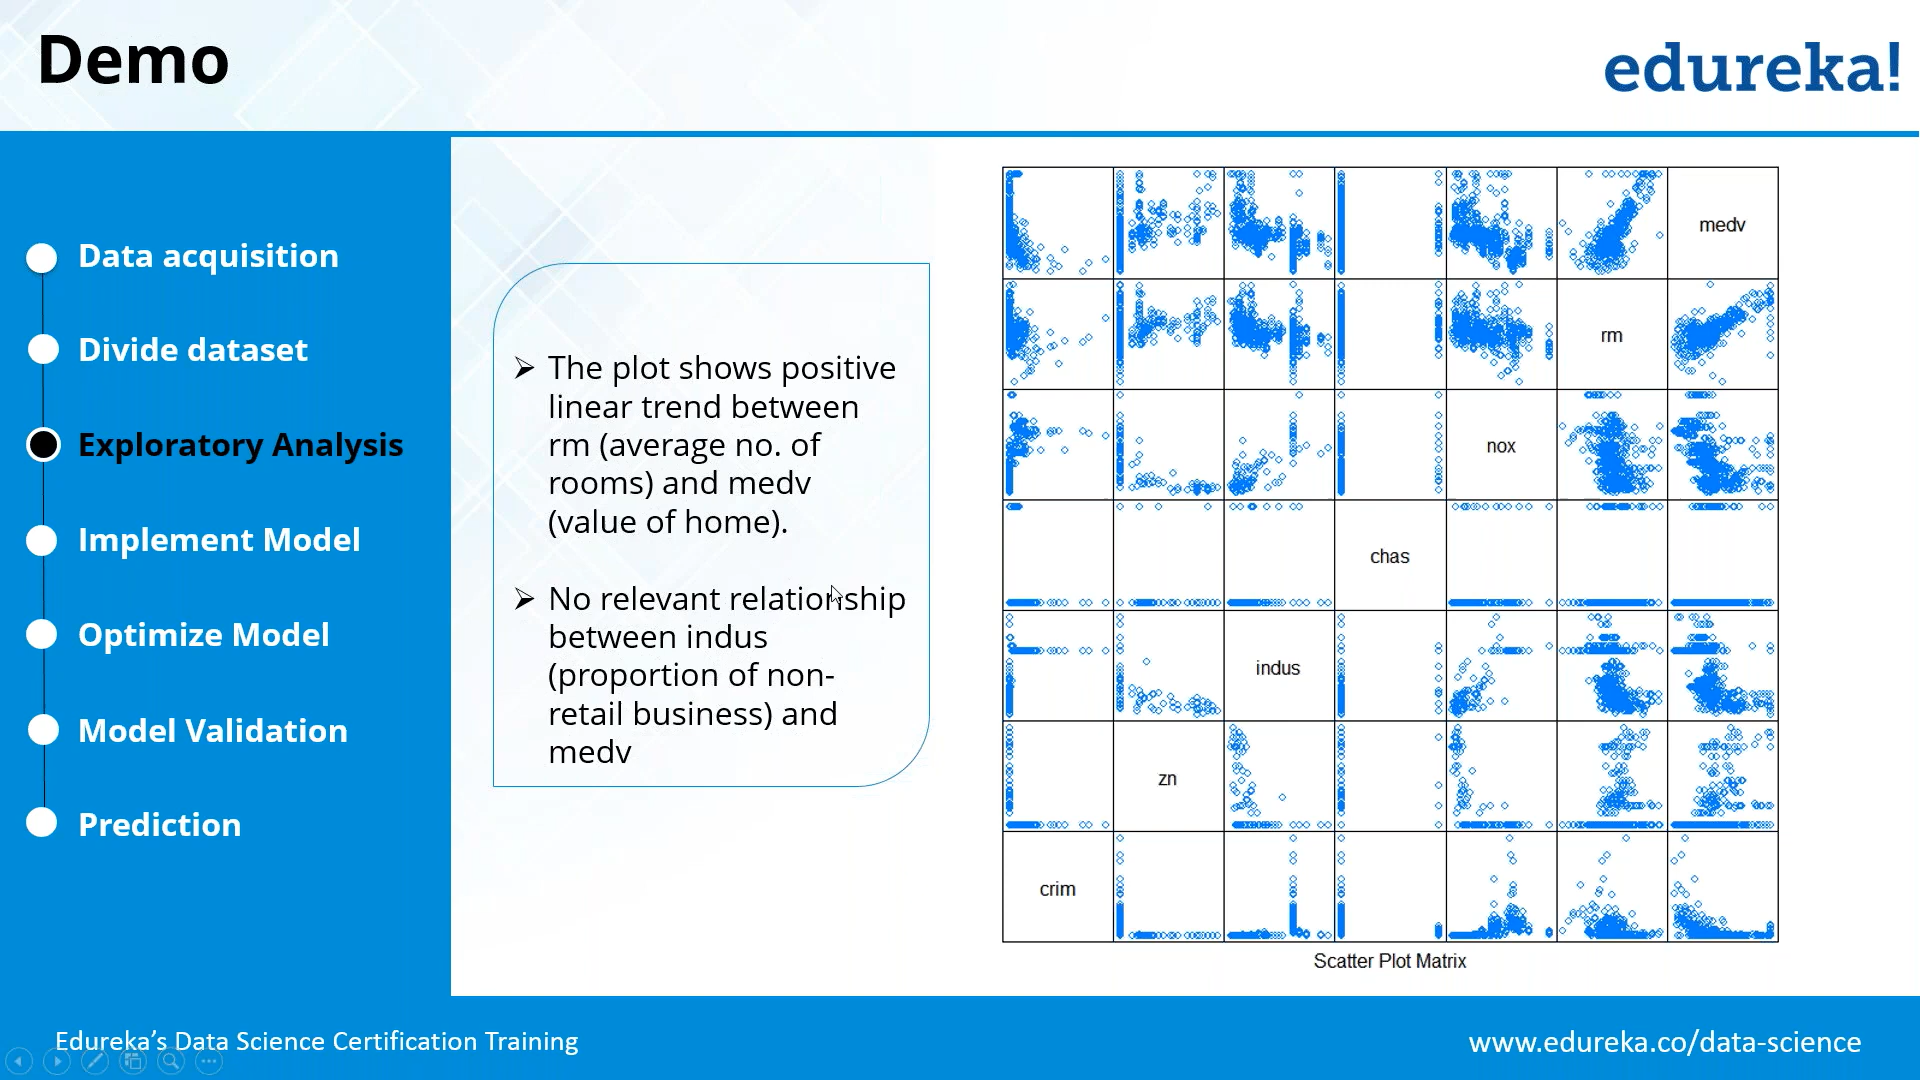 Demo
edureka!
Data acquisition
Divide dataset
Exploratory Analysis
Implement Model
Optimize Model
Model Validation
Prediction
The plot shows positive
linear trend between
rm (average no. of
rooms) and medv
(value of home).
No relevant relationship
between indus
(proportion of non-
retail business) and
medv
medv
rm
nox
chas
indus
zn
crim
Scatter Plot Matrix
Edureka’s Data Science Certification Training
www.edureka.co/data-science